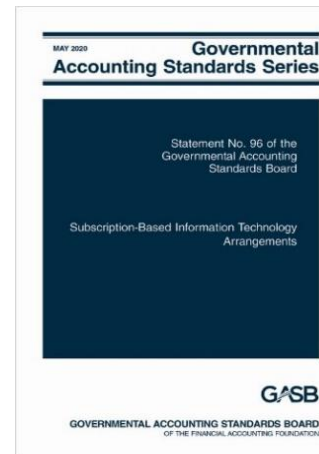 MAY 2020
Governmental
Accounting Standards Series
Statement No. 96 of the
Governmental Accounting
Standards Board
Subscription-Based Information Technology
Arrangements
GASB
GOVERNMENTAL ACCOUNTING STANDARDS BOARD
OF THE FINANCIAL ACCOUNTING FOUNDATION